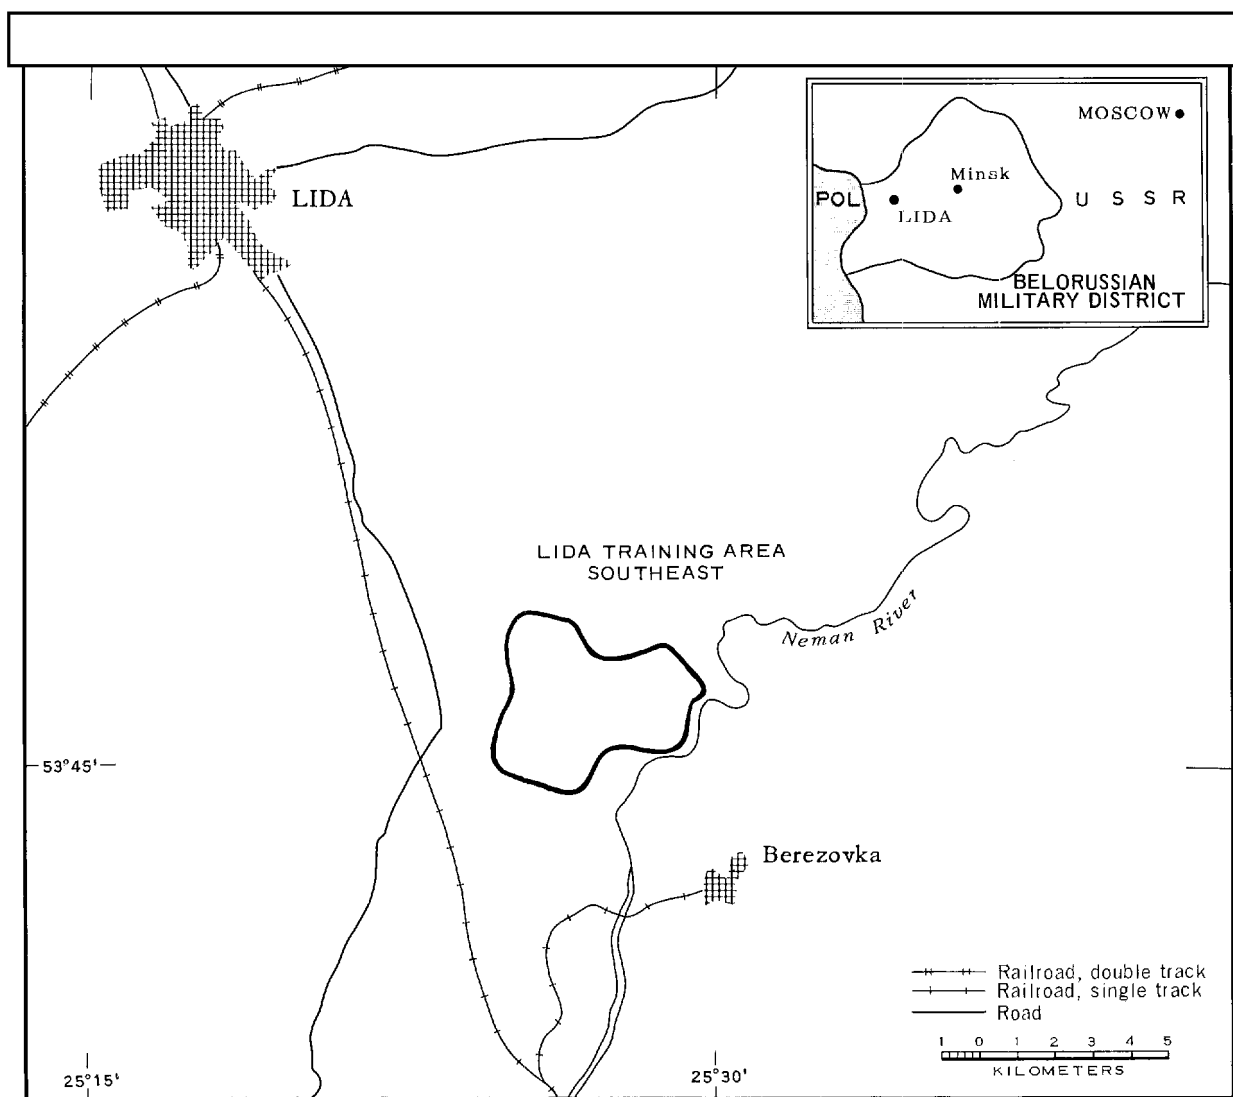 MOSCOW
Minsk
POL
LIDA
U S S R
BELORUSSIAN
MILITARY DISTRICT
LIDA
LIDA TRAINING AREA
SOUTHEAST
Neman River
53°45'
Berezovka
Railroad, double track
Railroad, single track
Road
1 0 1 2 3 4 5
KILOMETERS
25°15'
25°30'